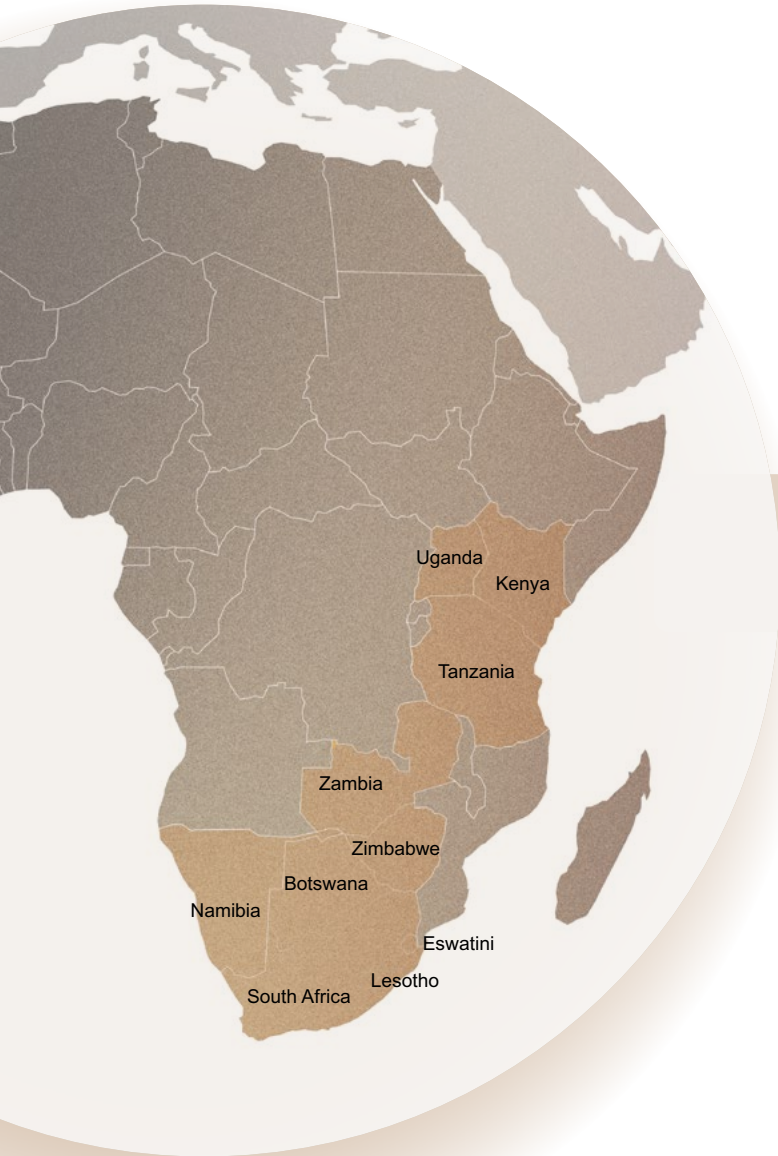 Uganda
Kenya
Tanzania
Zambia
Zimbabwe
Botswana
Namibia
Eswatini
Lesotho
South Africa